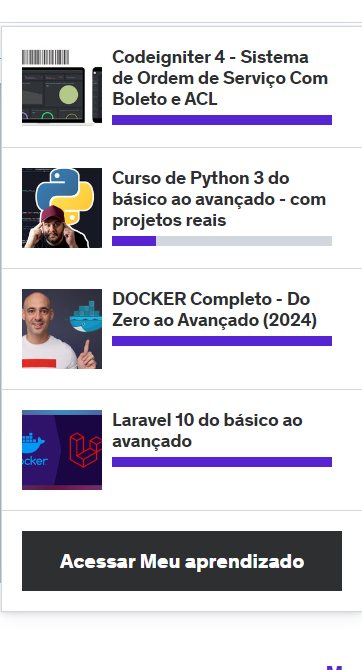 Codeigniter 4 - Sistema
de Ordem de Serviço Com
Boleto e ACL
Curso de Python 3 do
básico ao avançado - com
projetos reais
DOCKER Completo - Do
Zero ao Avançado (2024)
Laravel 10 do básico ao
avançado
ocker
Acessar Meu aprendizado